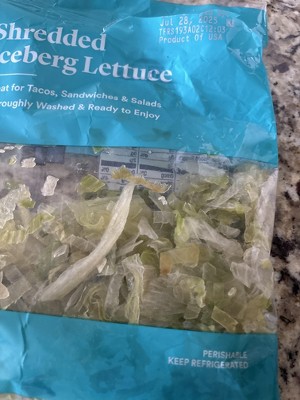 JUL 28, 2025
Product Of USA
Shredded
Iceberg Lettuce
at for Tacos, Sandwiches & Salads
roughly Washed & Ready to Enjoy
PERISHABLE
KEEP REFRIGERATED